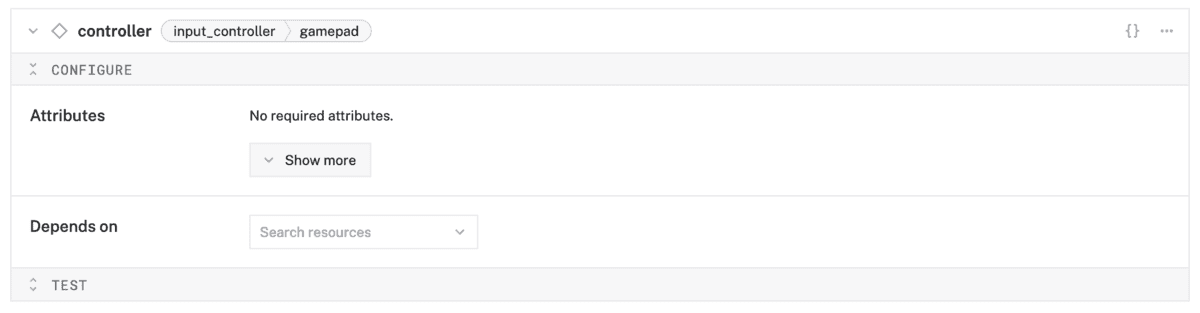 controller input_controller gamepad {} ...
CONFIGURE
Attributes No required attributes.
Show more
Depends on Search resources
TEST